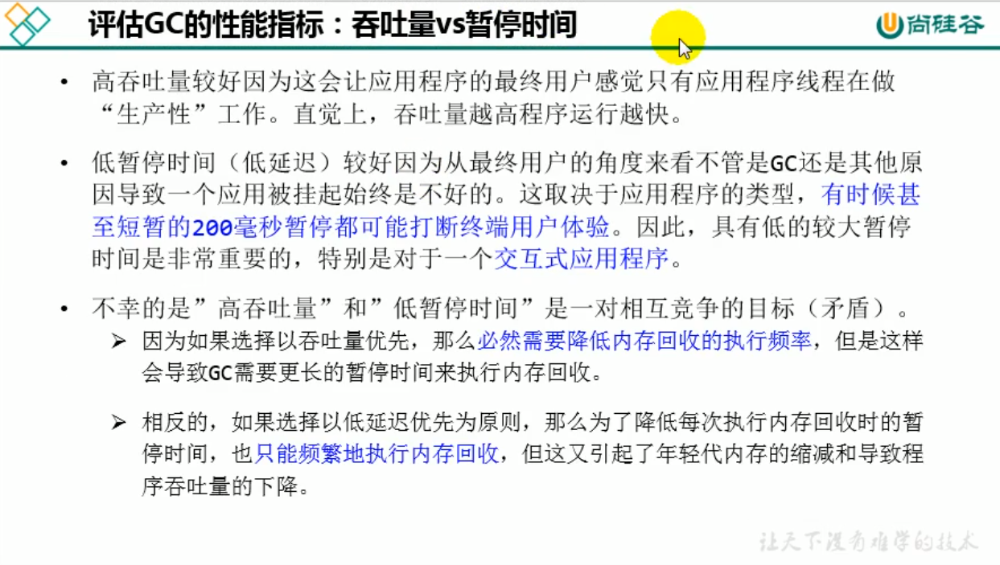 评估GC的性能指标：吞吐量vs暂停时间
尚硅谷
• 高吞吐量较好因为这会让应用程序的最终用户感觉只有应用程序线程在做
“生产性”工作。直觉上，吞吐量越高程序运行越快。
• 低暂停时间（低延迟）较好因为从最终用户的角度来看不管是GC还是其他原
因导致一个应用被挂起始终是不好的。这取决于应用程序的类型，有时候甚
至短暂的200毫秒暂停都可能打断终端用户体验。因此，具有低的较大暂停
时间是非常重要的，特别是对于一个交互式应用程序。
• 不幸的是”高吞吐量”和”低暂停时间”是一对相互竞争的目标（矛盾）。
➢ 因为如果选择以吞吐量优先，那么必然需要降低内存回收的执行频率，但是这样
会导致GC需要更长的暂停时间来执行内存回收。
➢ 相反的，如果选择以低延迟优先为原则，那么为了降低每次执行内存回收时的暂
停时间，也只能频繁地执行内存回收，但这又引起了年轻代内存的缩减和导致程
序吞吐量的下降。
让天下没有难学的技术